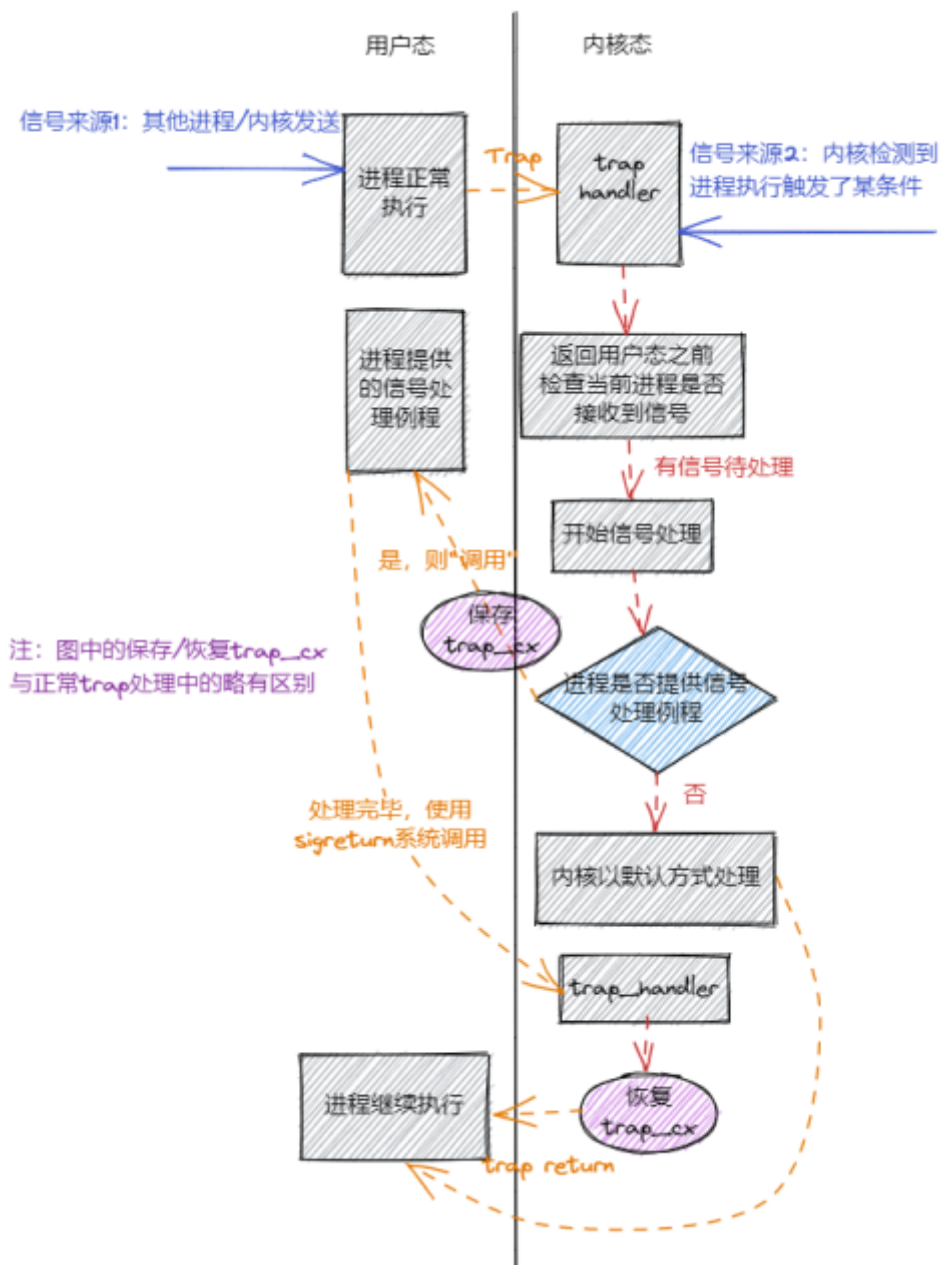 用户态
内核态
信号来源1：其他进程/内核发送
进程正常
执行
Trap
trap
handler
信号来源2：内核检测到
进程执行触发了某条件
进程提供
的信号处
理例程
返回用户态之前
检查当前进程是否
接收到信号
有信号待处理
开始信号处理
是，则"调用"
保存
trap_cx
注：图中的保存/恢复trap_cx
与正常trap处理中的略有区别
进程是否提供信号
处理例程
否
处理完毕，使用
sigreturn系统调用
内核以默认方式处理
trap_handler
进程继续执行
恢复
trap_cx
trap return